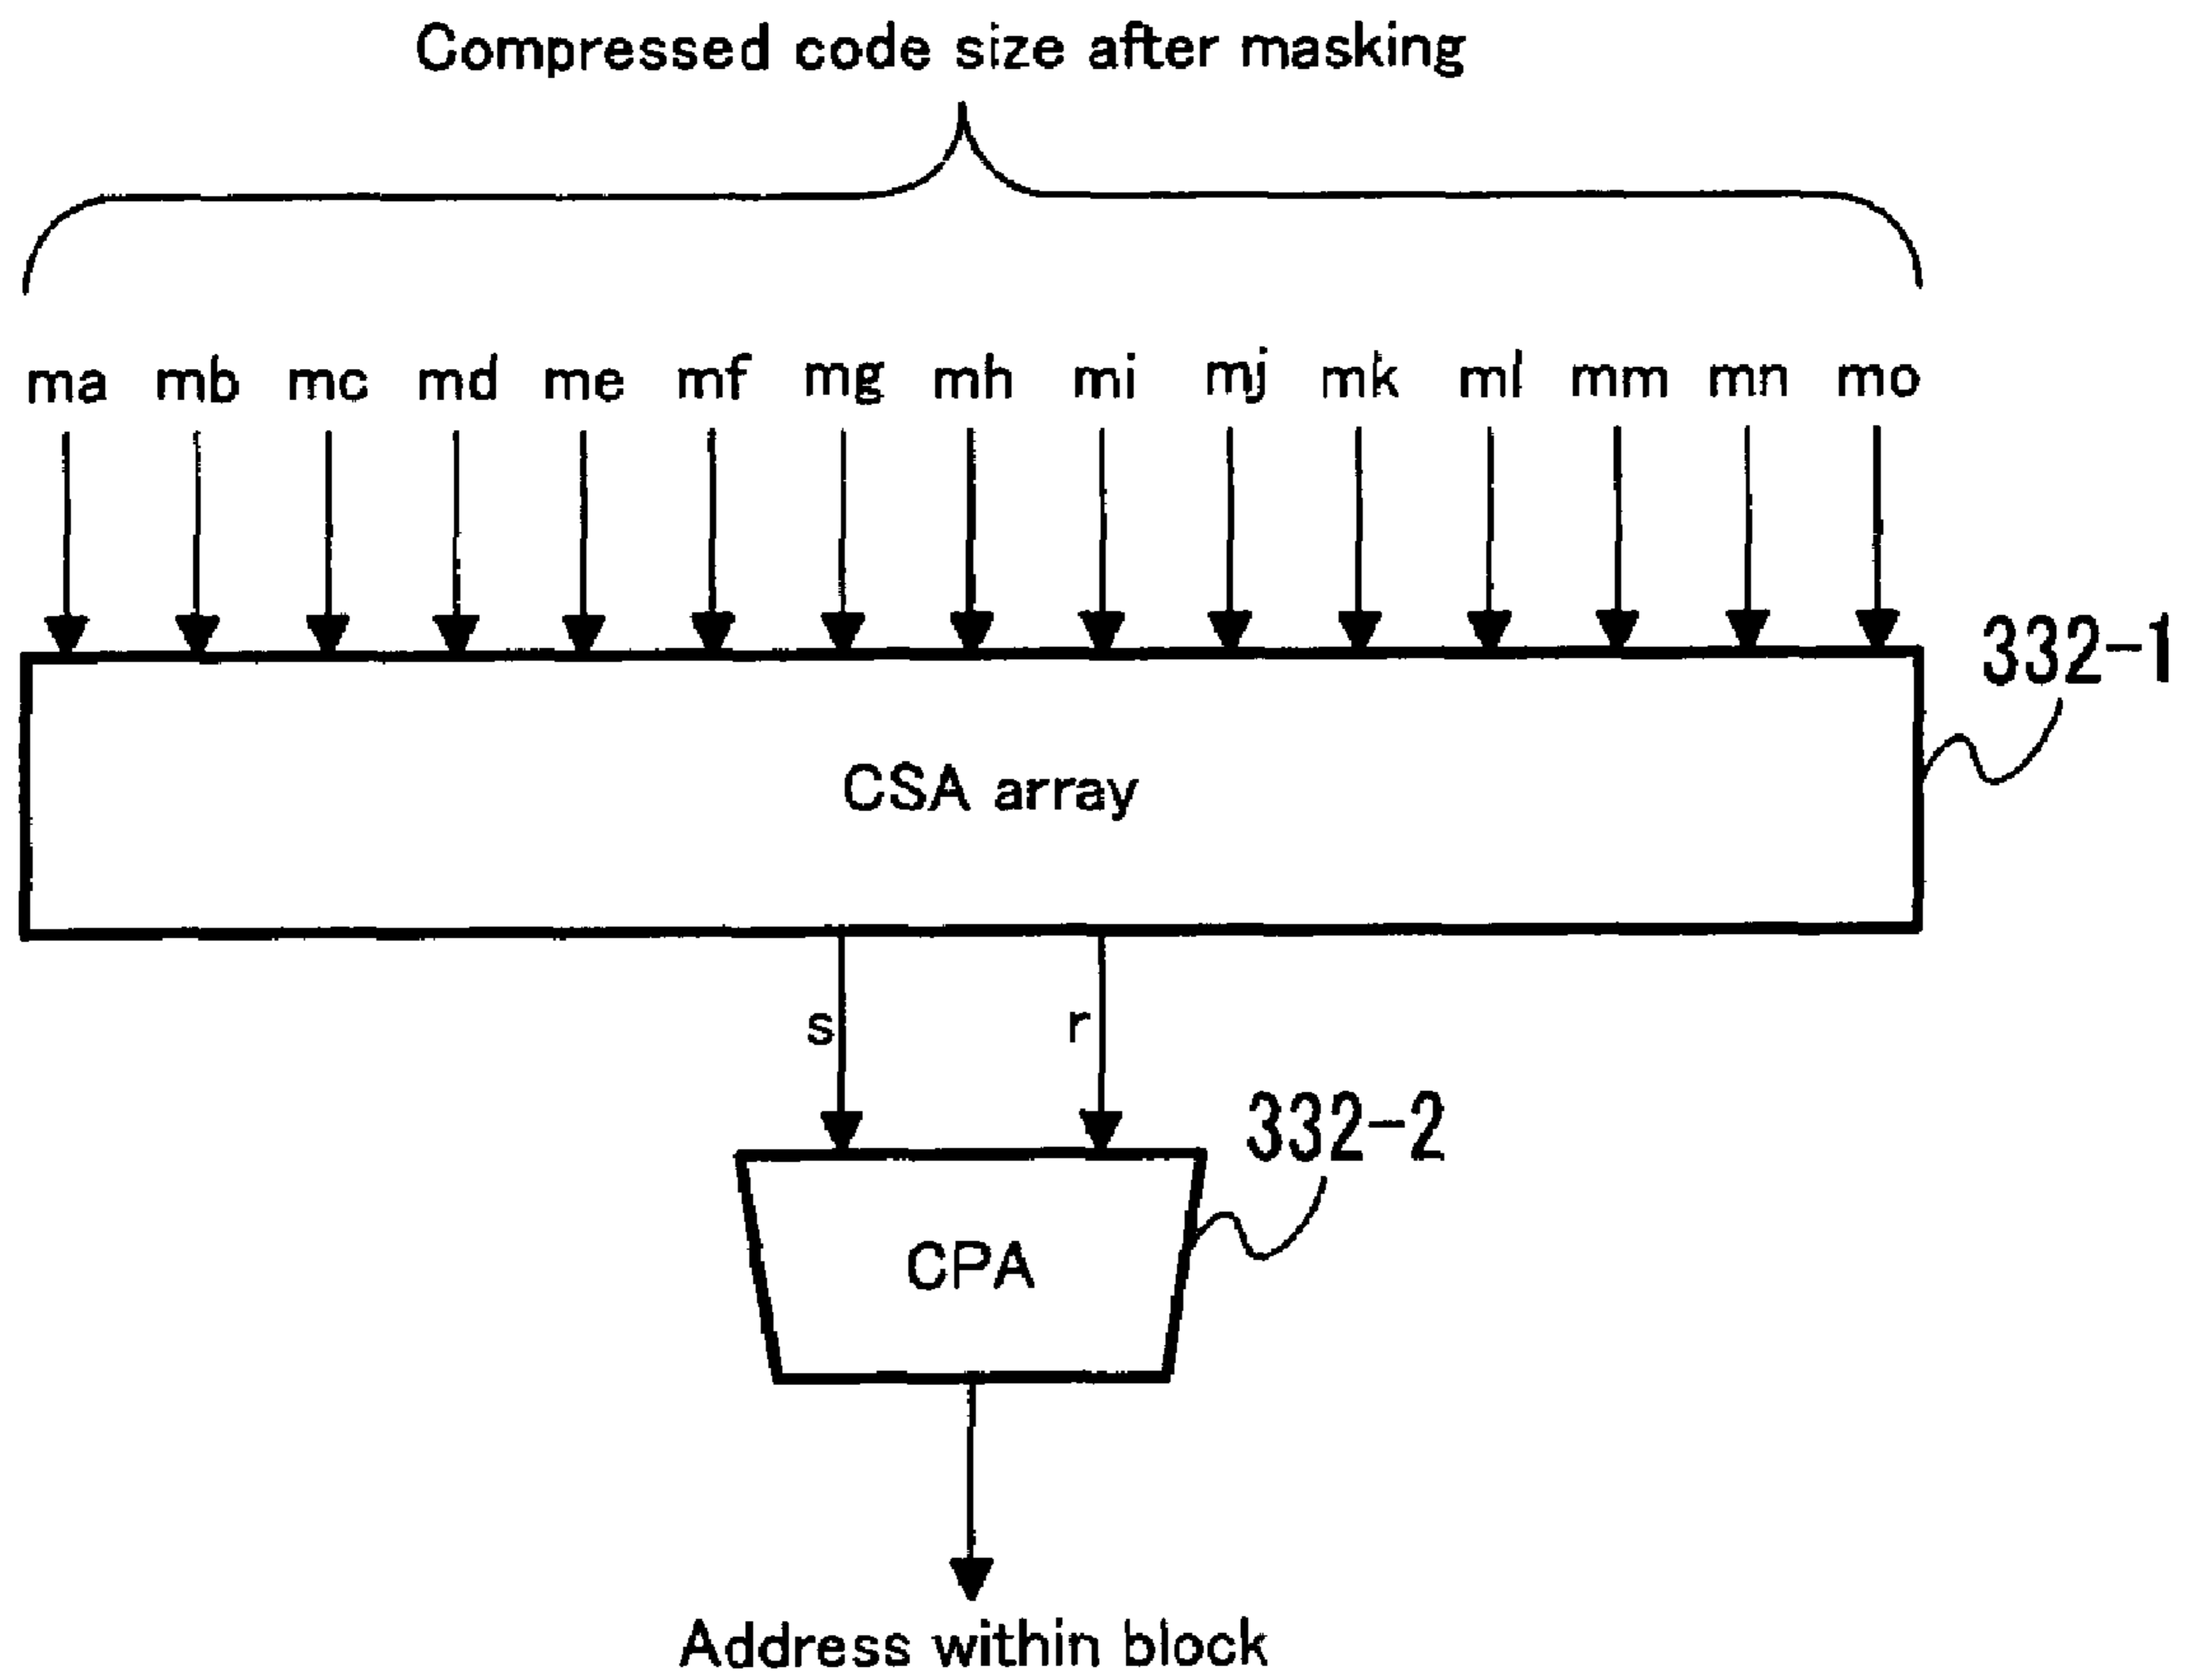 Compressed code size after masking
ma mb mc md me mf mg mh mi mj mk ml mm mn mo
332-1
CSA array
s r
332-2
CPA
Address within block